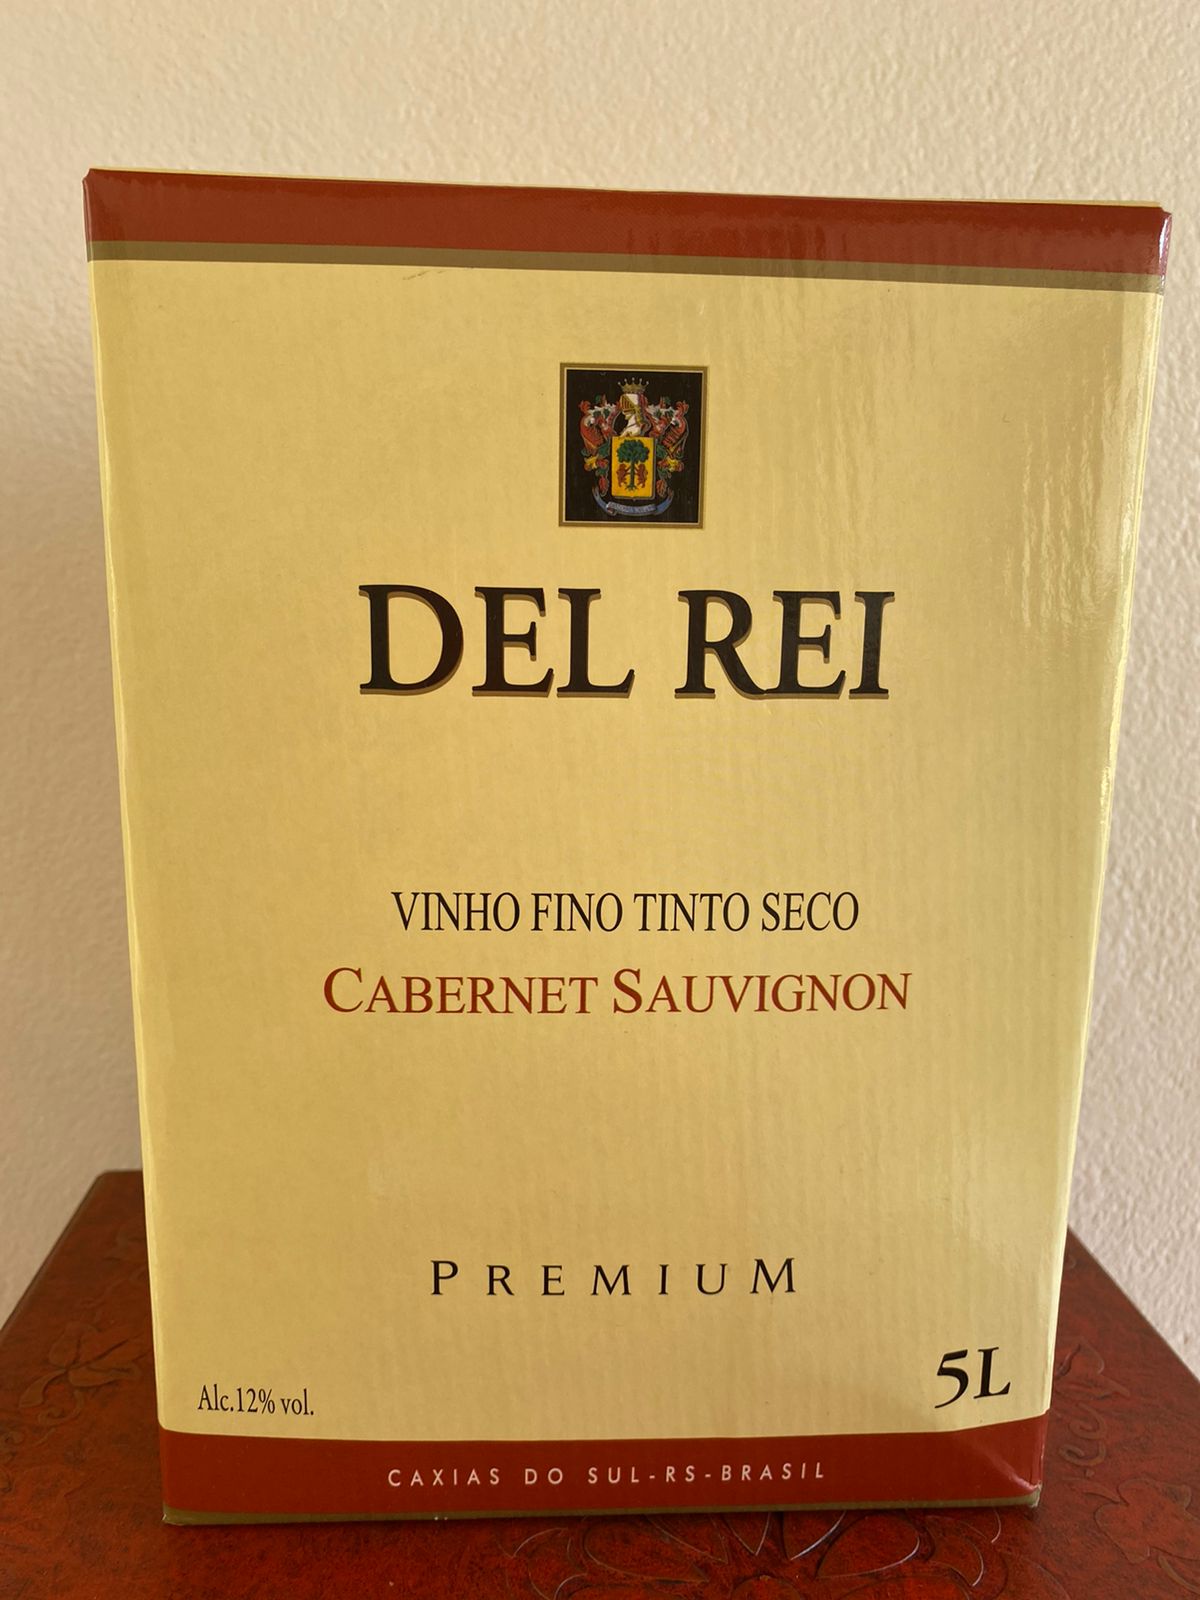 DEL REI
VINHO FINO TINTO SECO
CABERNET SAUVIGNON
PREMIUM
5L
Alc.12% vol.
CAXIAS DO SUL-RS-BRASIL